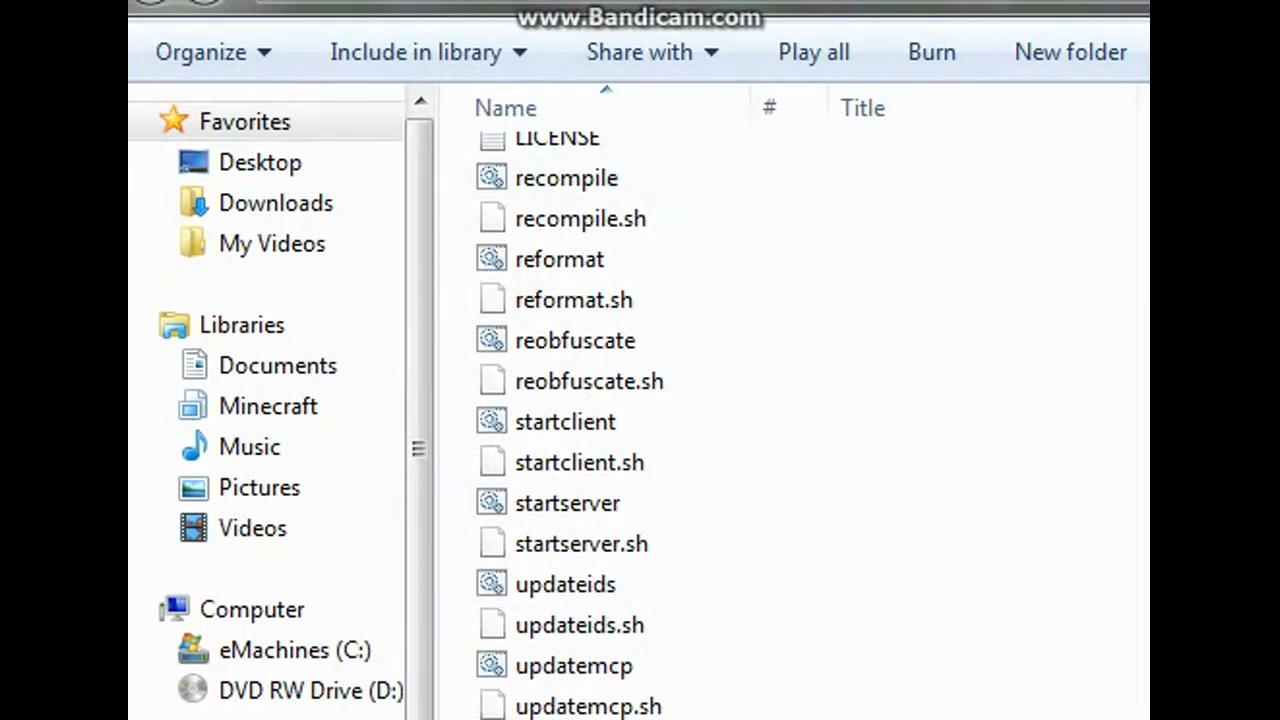 www.Bandicam.com
Organize Include in library Share with Play all Burn New folder
Name # Title
Favorites
Desktop
Downloads
My Videos
Libraries
Documents
Minecraft
Music
Pictures
Videos
Computer
eMachines (C:)
DVD RW Drive (D:)
LICENSE
recompile
recompile.sh
reformat
reformat.sh
reobfuscate
reobfuscate.sh
startclient
startclient.sh
startserver
startserver.sh
updateids
updateids.sh
updatemcp
updatemcp.sh